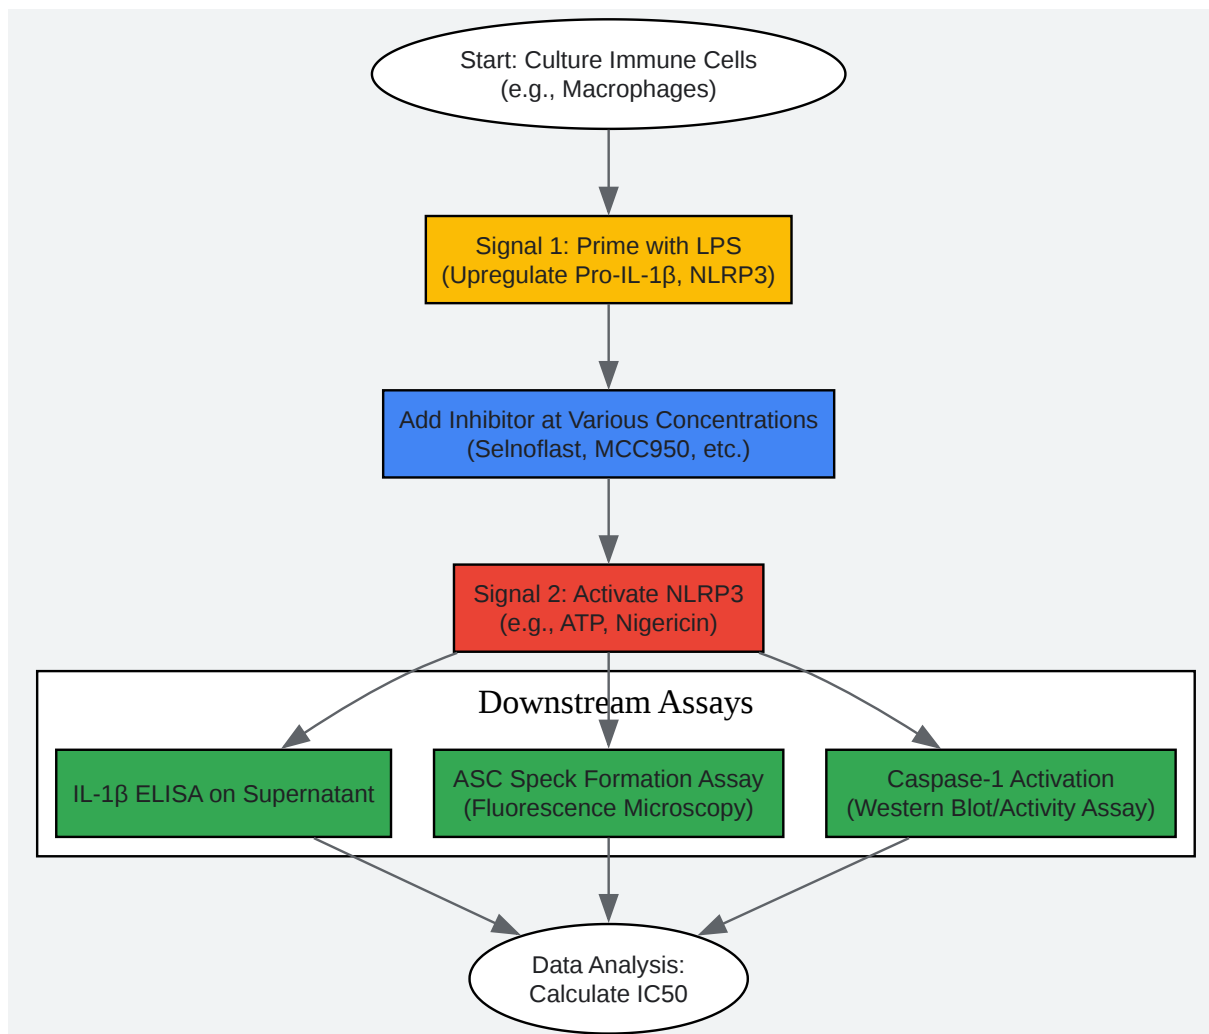 Start: Culture Immune Cells
(e.g., Macrophages)
Signal 1: Prime with LPS
(Upregulate Pro-IL-1β, NLRP3)
Add Inhibitor at Various Concentrations
(Selnoflast, MCC950, etc.)
Signal 2: Activate NLRP3
(e.g., ATP, Nigericin)
Downstream Assays
IL-1β ELISA on Supernatant
ASC Speck Formation Assay
(Fluorescence Microscopy)
Caspase-1 Activation
(Western Blot/Activity Assay)
Data Analysis:
Calculate IC50